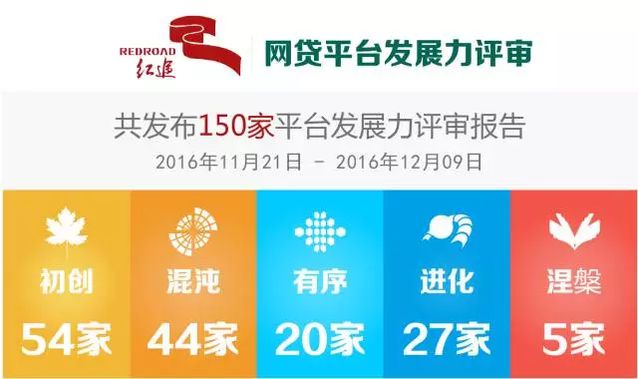 REDROAD
红道
网贷平台发展力评审
共发布150家平台发展力评审报告
2016年11月21日 – 2016年12月09日
初创
混沌
有序
进化
涅槃
54家
44家
20家
27家
5家